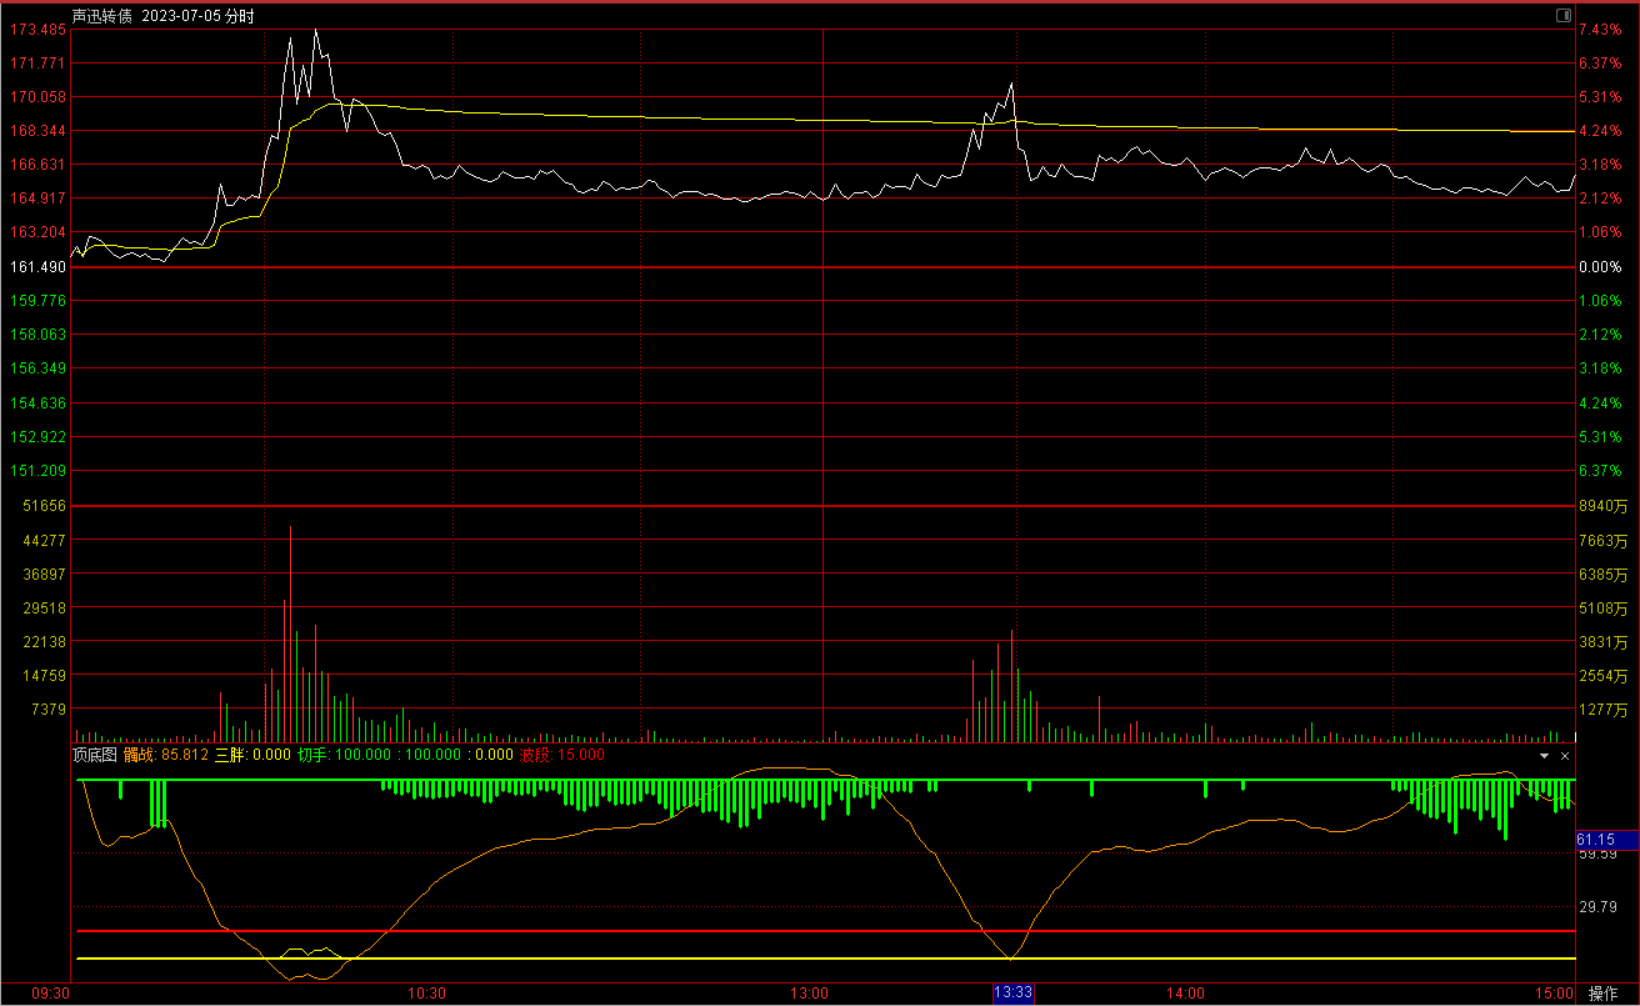 声迅转债 2023-07-05 分时
173.485 7.43%
171.771 6.37%
170.058 5.31%
168.344 4.24%
166.631 3.18%
164.917 2.12%
163.204 1.06%
161.490 0.00%
159.776 1.06%
158.063 2.12%
156.349 3.18%
154.636 4.24%
152.922 5.31%
151.209 6.37%
51656 8940万
44277 7663万
36897 6385万
29518 5108万
22138 3831万
14759 2554万
7379 1277万
顶底图 髑战: 85.812 三胖: 0.000 切手: 100.000 : 100.000 : 0.000 波段: 15.000
61.15
59.59
29.79
09:30 10:30 13:00 13:33 14:00 15:00 操作